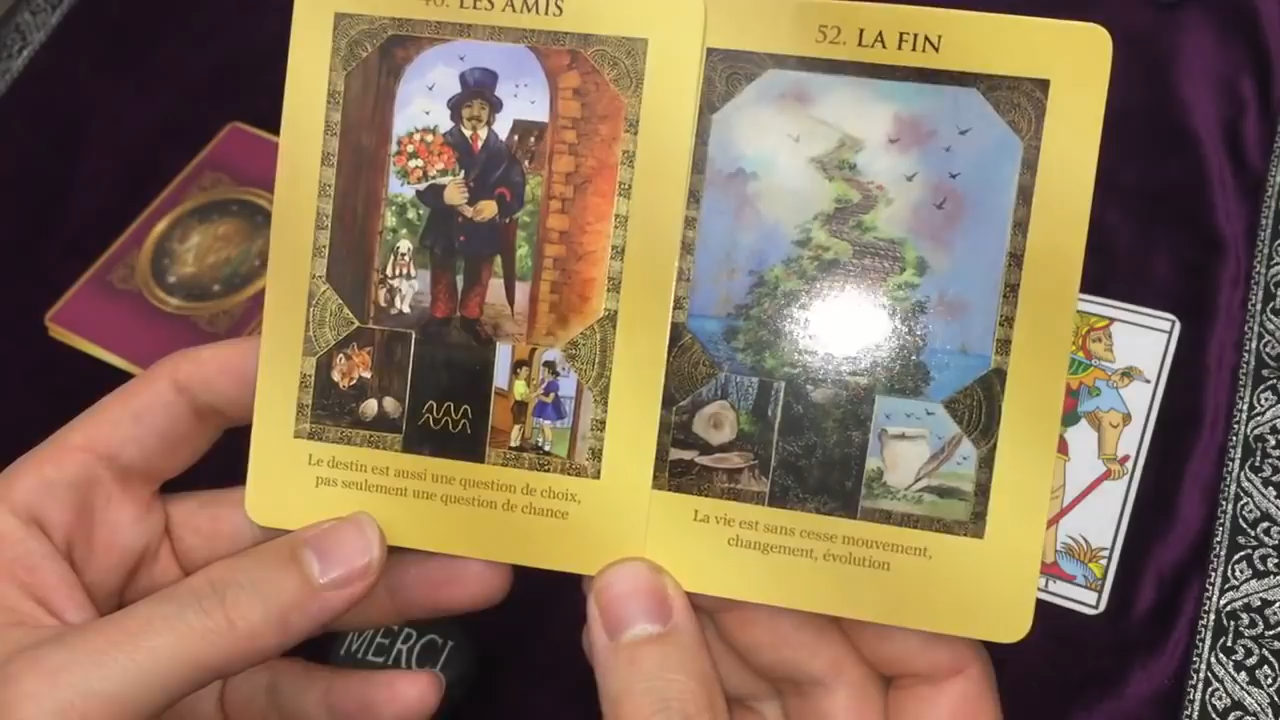 LES AMIS
Le destin est aussi une question de choix,
pas seulement une question de chance
52. LA FIN
La vie est sans cesse mouvement,
changement, évolution
MERCI